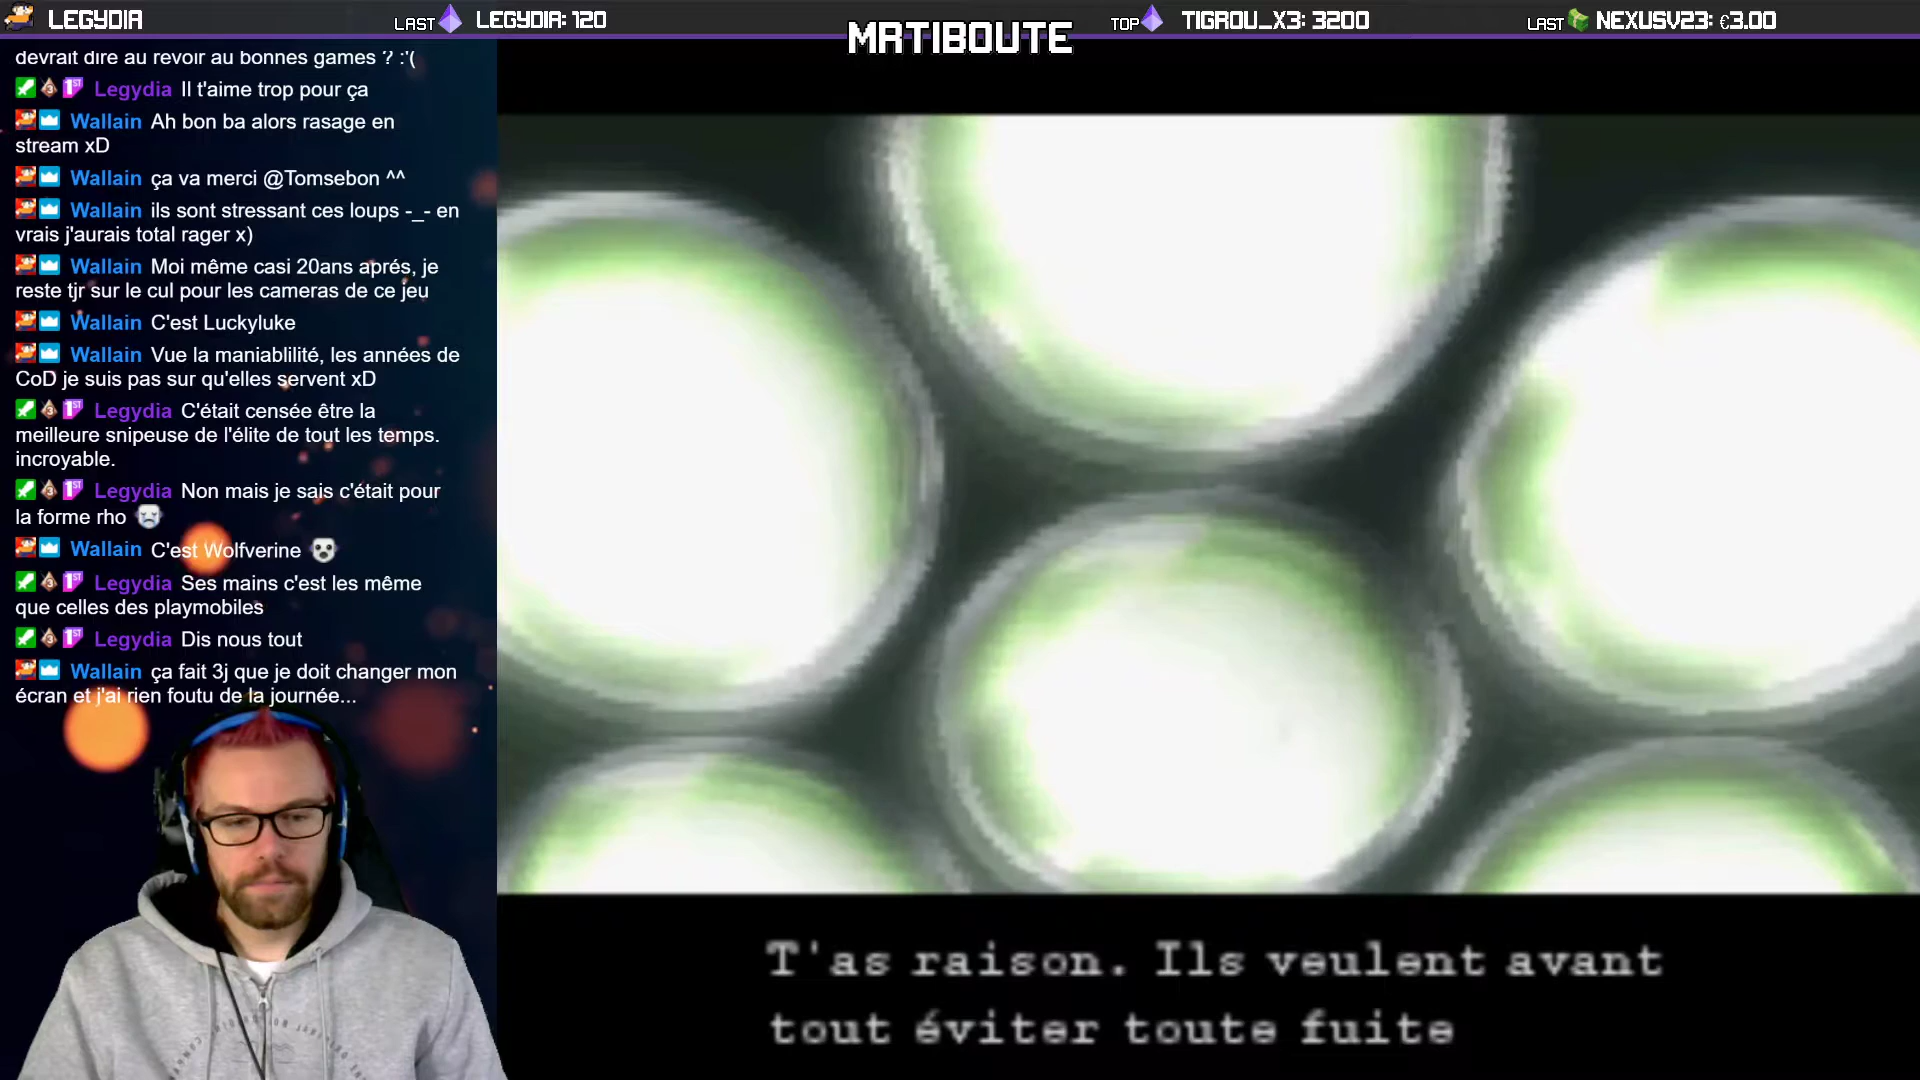 LEGYDIA
LAST LEGYDIA: 120
MATIBOUTE
TOP TIGROU_X3: 3200
LAST NEXUSV23: €3.00
devrait dire au revoir au bonnes games ? :'(
Legydia Il t'aime trop pour ça
Wallain Ah bon ba alors rasage en
stream xD
Wallain ça va merci @Tomsebon ^^
Wallain ils sont stressant ces loups -_- en
vrais j'aurais total rager x)
Wallain Moi même casi 20ans aprés, je
reste tjr sur le cul pour les cameras de ce jeu
Wallain C'est Luckyluke
Wallain Vue la maniablilité, les années de
CoD je suis pas sur qu'elles servent xD
Legydia C'était censée être la
meilleure snipeuse de l'élite de tout les temps.
incroyable.
Legydia Non mais je sais c'était pour
la forme rho
Wallain C'est Wolfverine
Legydia Ses mains c'est les même
que celles des playmobiles
Legydia Dis nous tout
Wallain ça fait 3j que je doit changer mon
écran et j'ai rien foutu de la journée...
T'as raison. Ils veulent avant
tout éviter toute fuite